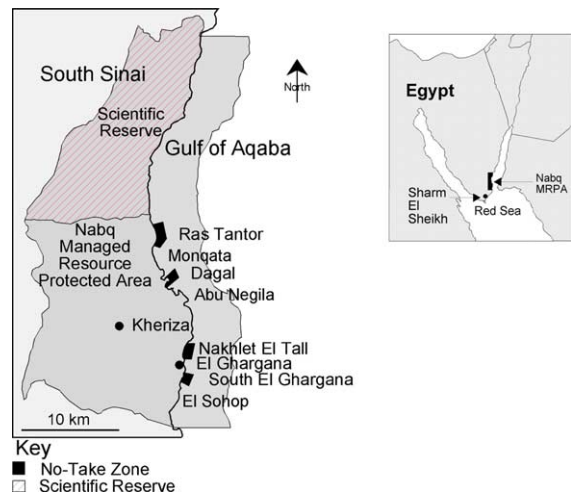 South Sinai
Scientific
Reserve
North
Gulf of Aqaba
Nabq
Managed
Resource
Protected Area
Ras Tantor
Monqata
Dagal
Abu Negila
Kheriza
Nakhlet El Tall
El Ghargana
South El Ghargana
El Sohop
10 km
Key
No-Take Zone
Scientific Reserve
Egypt
Sharm
El
Sheikh
Red Sea
Nabq
MRPA